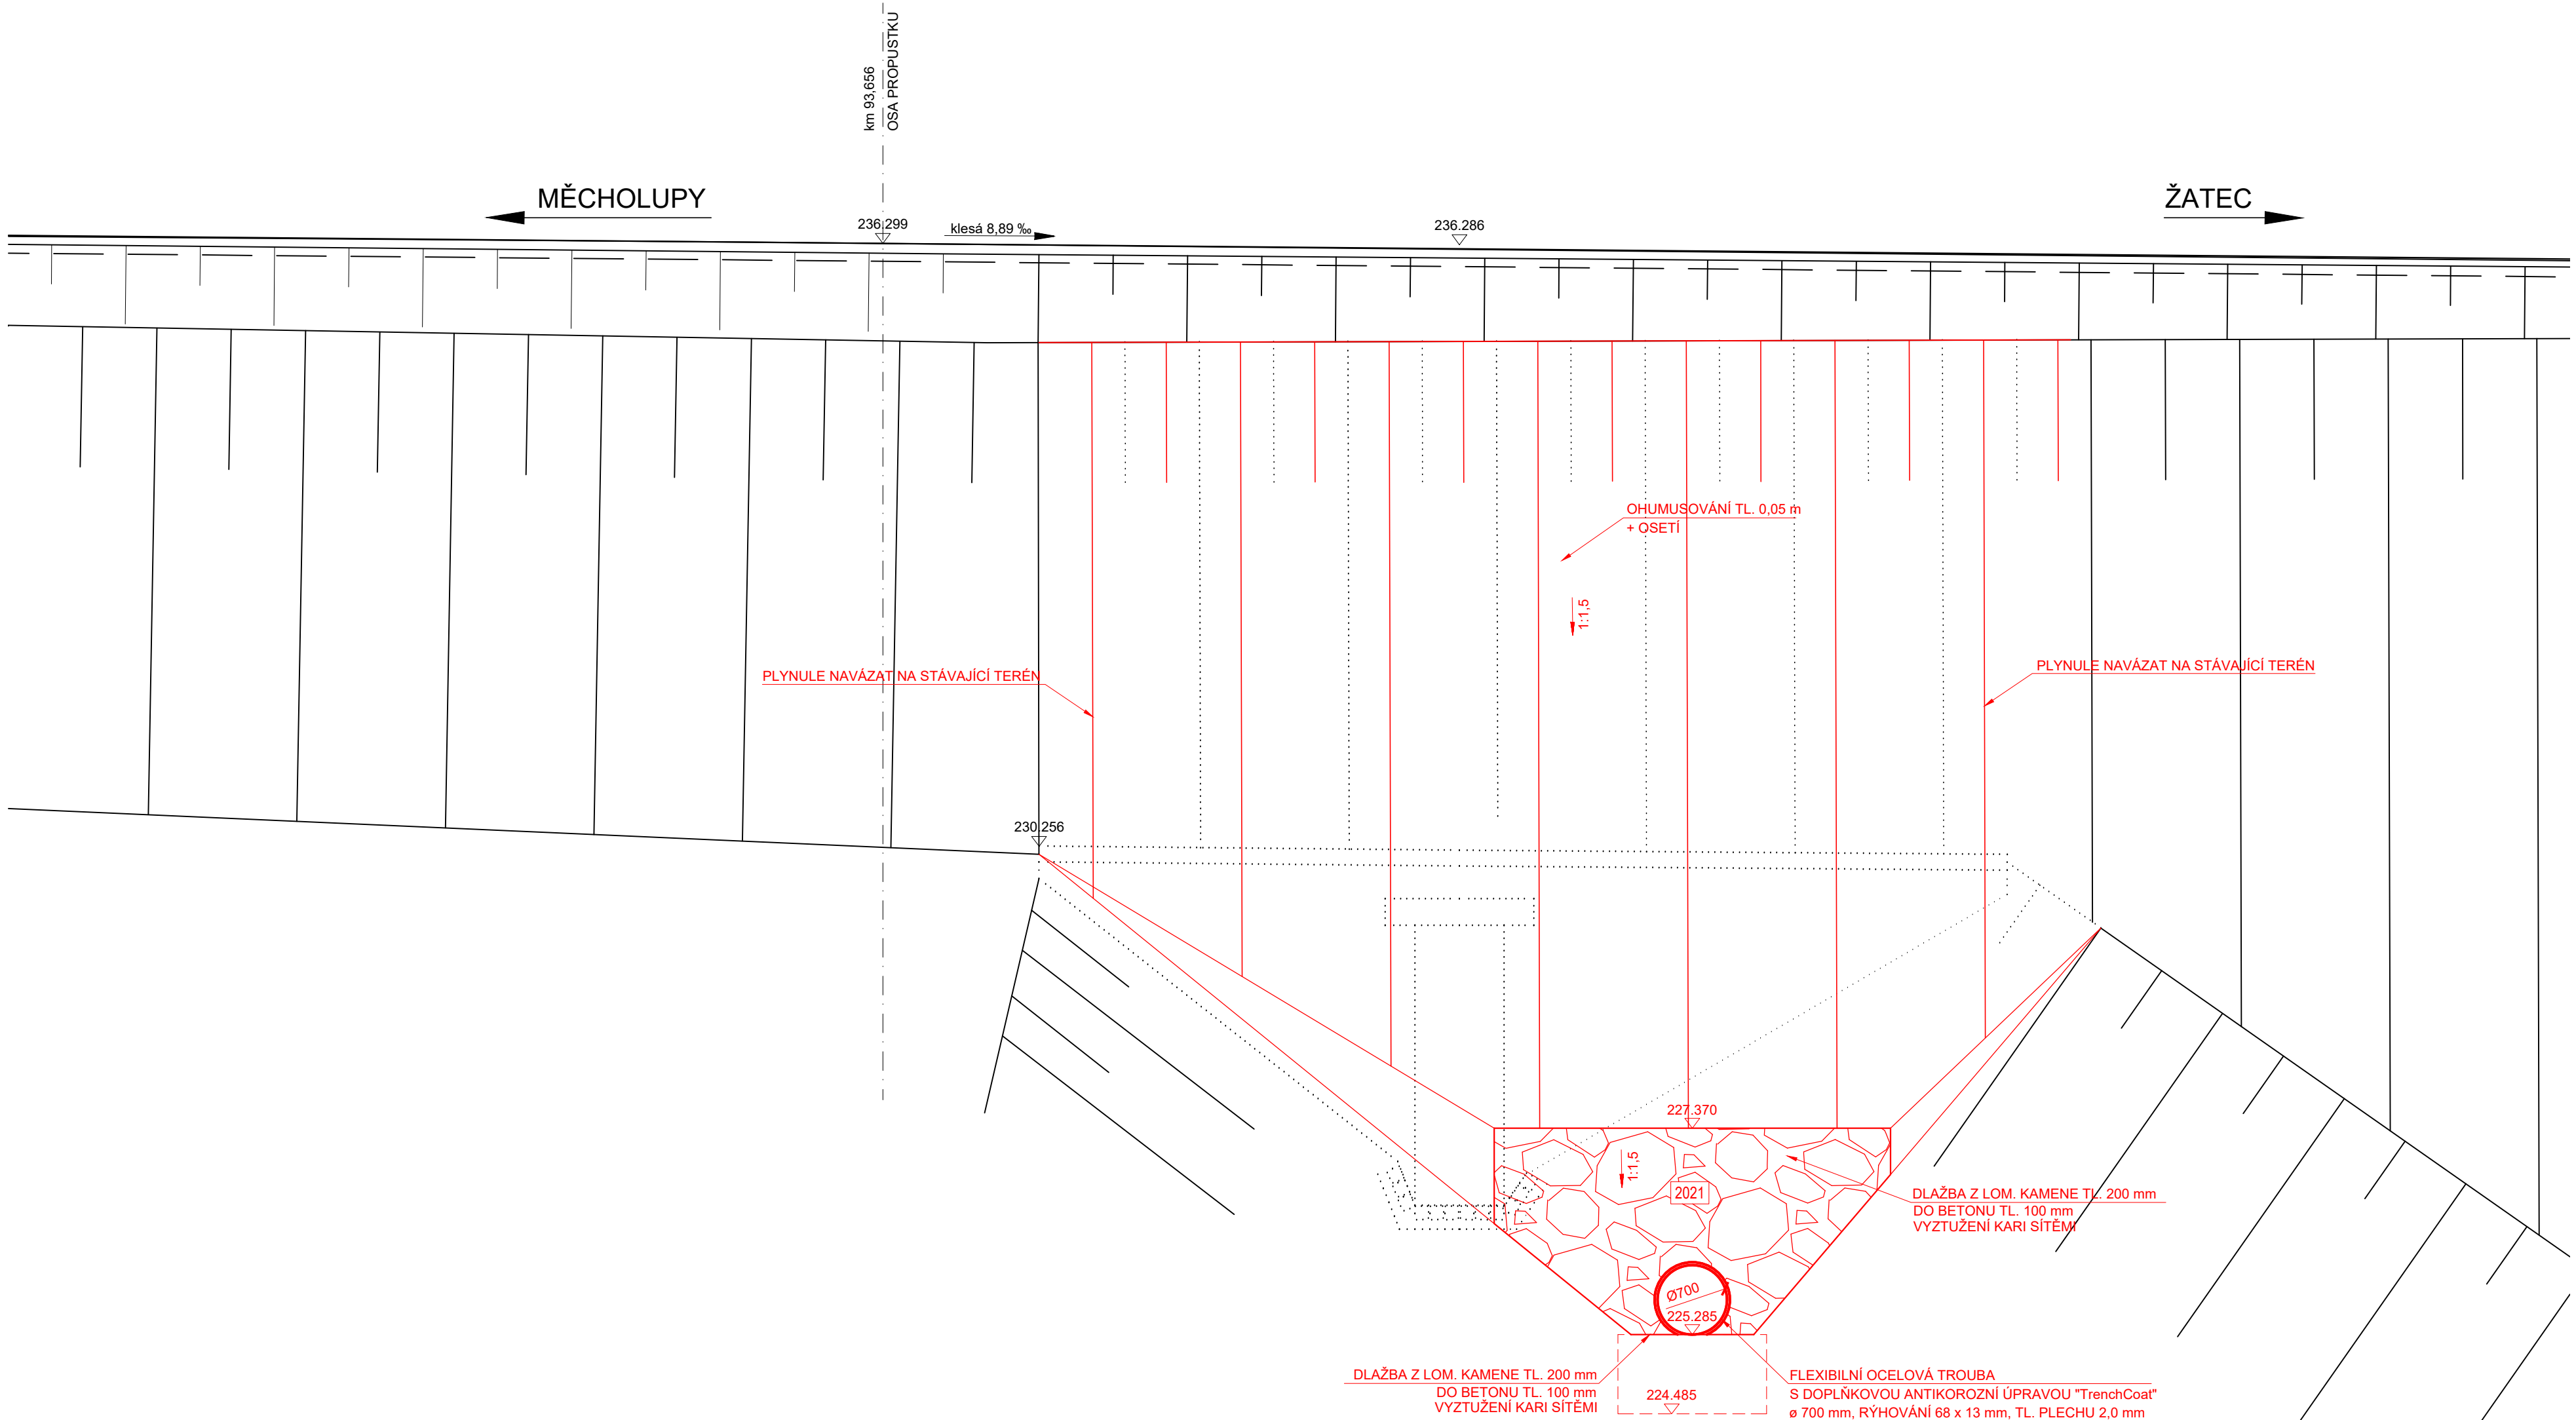 km 93,656
OSA PROPUSTKU
MĚCHOLUPY
ŽATEC
236.299
klesá 8,89 ‰
236.286
OHUMUSOVÁNÍ TL. 0,05 m
+ OSETÍ
1:1,5
PLYNULE NAVÁZAT NA STÁVAJÍCÍ TERÉN
PLYNULE NAVÁZAT NA STÁVAJÍCÍ TERÉN
230.256
227.370
1:1,5
2021
DLAŽBA Z LOM. KAMENE TL. 200 mm
DO BETONU TL. 100 mm
VYZTUŽENÍ KARI SÍTĚMI
Ø700
225.285
DLAŽBA Z LOM. KAMENE TL. 200 mm
DO BETONU TL. 100 mm
VYZTUŽENÍ KARI SÍTĚMI
224.485
FLEXIBILNÍ OCELOVÁ TROUBA
S DOPLŇKOVOU ANTIKOROZNÍ ÚPRAVOU "TrenchCoat"
ø 700 mm, RÝHOVÁNÍ 68 x 13 mm, TL. PLECHU 2,0 mm